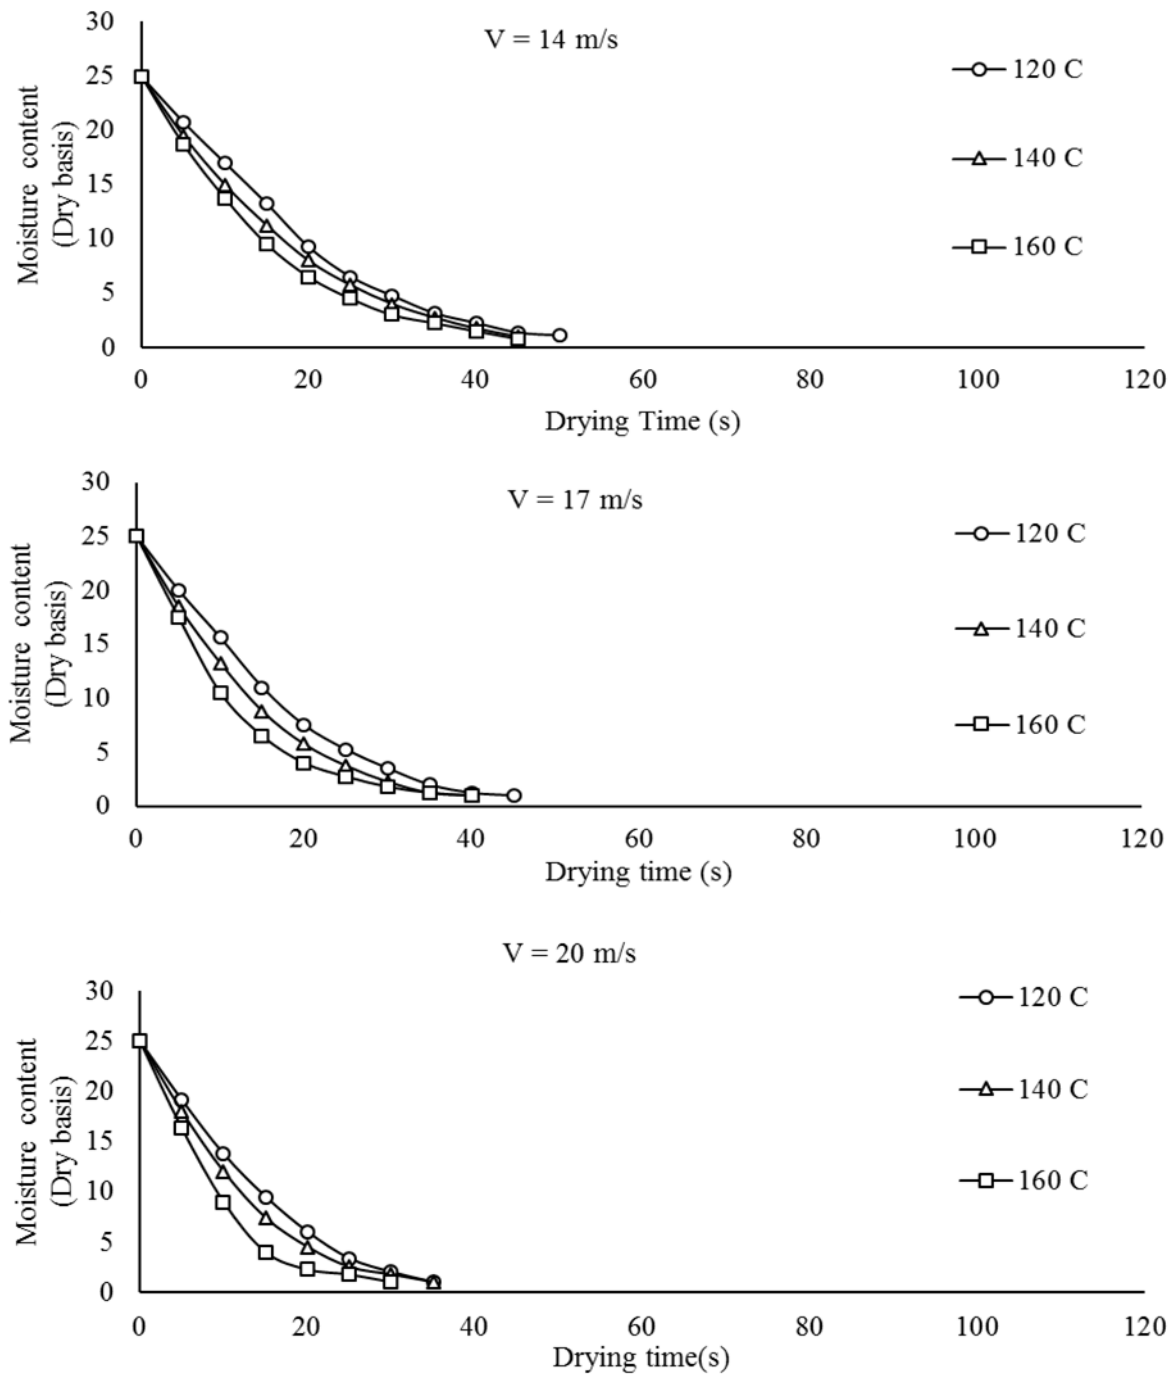 V = 14 m/s
30
25
20
15
10
5
0
Moisture content
(Dry basis)
120 C
140 C
160 C
0 20 40 60 80 100 120
Drying Time (s)
V = 17 m/s
30
25
20
15
10
5
0
Moisture content
(Dry basis)
120 C
140 C
160 C
0 20 40 60 80 100 120
Drying time (s)
V = 20 m/s
30
25
20
15
10
5
0
Moisture content
(Dry basis)
120 C
140 C
160 C
0 20 40 60 80 100 120
Drying time(s)